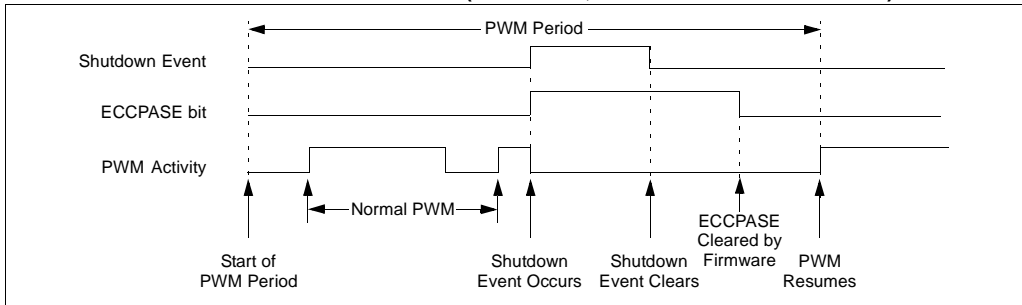 PWM Period
Shutdown Event
ECCPASE bit
PWM Activity
Normal PWM
Start of
PWM Period
Shutdown
Event Occurs
Shutdown
Event Clears
ECCPASE
Cleared by
Firmware
PWM
Resumes